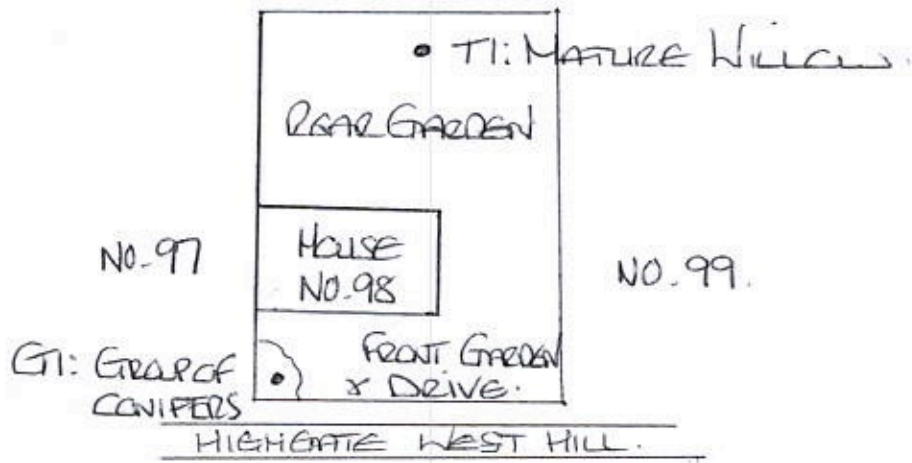 T1: MATURE WILLOW.
REAR GARDEN
NO. 97
HOUSE
NO. 98
NO. 99.
G1: GROUP OF
CONIFERS
FRONT GARDEN
& DRIVE.
HIGHGATE WEST HILL.